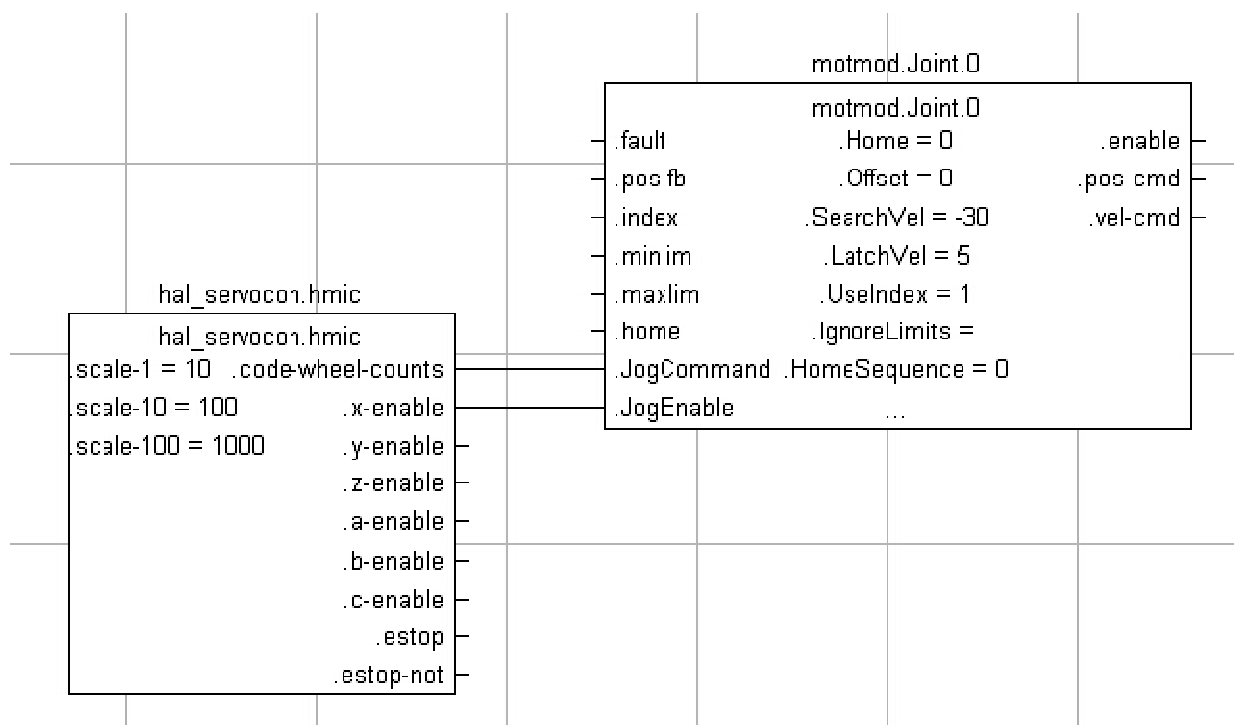 motmod.Joint.0
motmod.Joint.0
.fault .Home = 0 .enable
.pos-fb .Offset = 0 .pos-cmd
.index .SearchVel = -30 .vel-cmd
.minlim .LatchVel = 5
.maxlim .UseIndex = 1
.home .IgnoreLimits =
.JogCommand .HomeSequence = 0
.JogEnable ...
hal_servocon.hmic
hal_servocon.hmic
.scale-1 = 10 .code-wheel-counts
.scale-10 = 100 .x-enable
.scale-100 = 1000 .y-enable
.z-enable
.a-enable
.b-enable
.c-enable
.estop
.estop-not